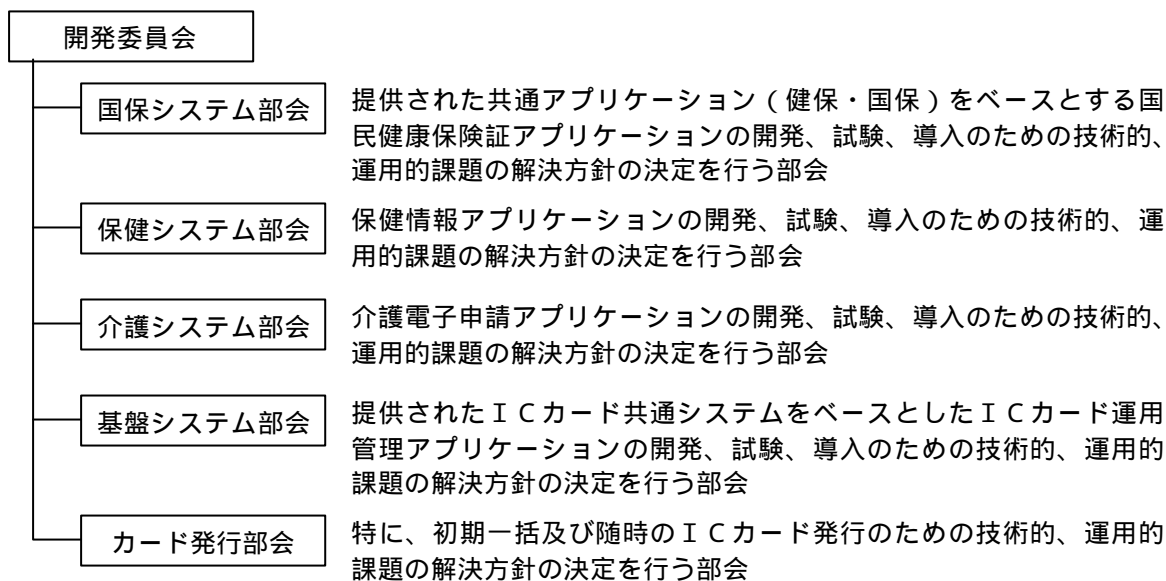 開発委員会
国保システム部会
提供された共通アプリケーション（健保・国保）をベースとする国
民健康保険証アプリケーションの開発、試験、導入のための技術的、
運用的課題の解決方針の決定を行う部会
保健システム部会
保健情報アプリケーションの開発、試験、導入のための技術的、運
用的課題の解決方針の決定を行う部会
介護システム部会
介護電子申請アプリケーションの開発、試験、導入のための技術的、
運用的課題の解決方針の決定を行う部会
基盤システム部会
提供されたＩＣカード共通システムをベースとしたＩＣカード運用
管理アプリケーションの開発、試験、導入のための技術的、運用的
課題の解決方針の決定を行う部会
カード発行部会
特に、初期一括及び随時のＩＣカード発行のための技術的、運用的
課題の解決方針の決定を行う部会